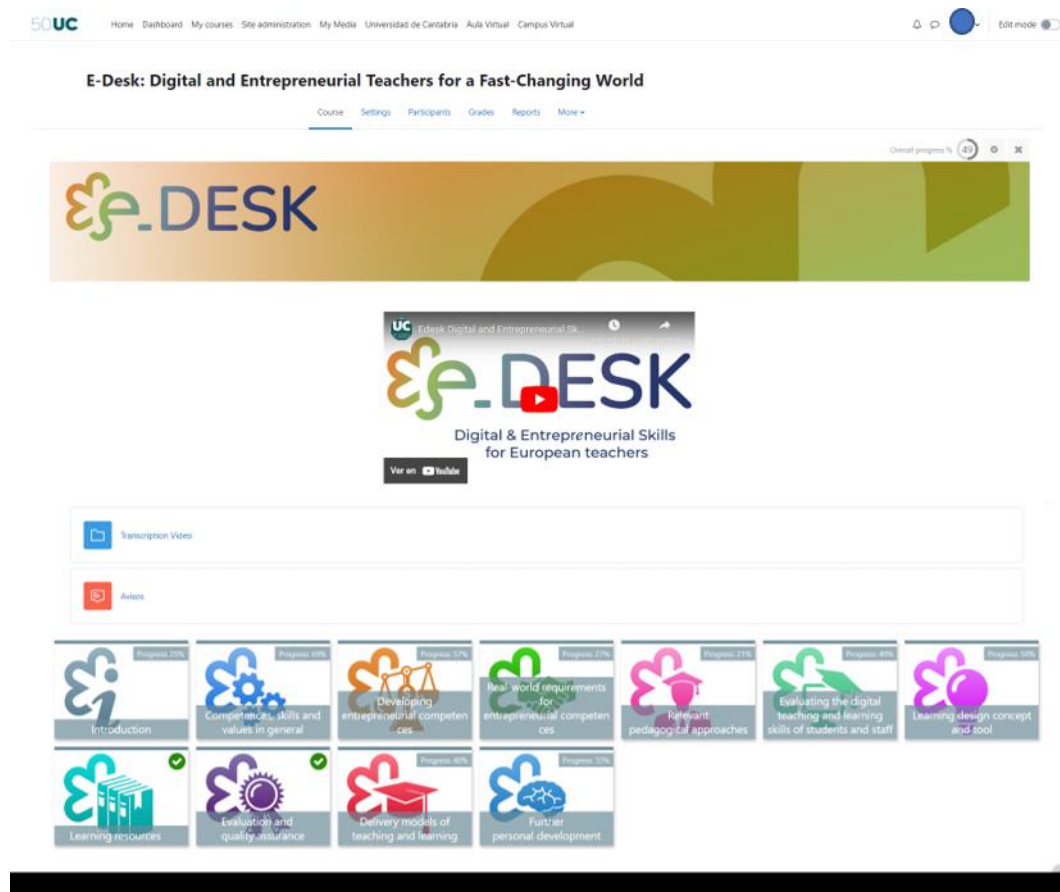 50 UC Home Dashboard My courses Site administration My Media Universidad de Cantabria Aula Virtual Campus Virtual Edit mode
E-Desk: Digital and Entrepreneurial Teachers for a Fast-Changing World
Course Settings Participants Grades Reports More
Overall progress % 49
e_DESK
UC Edesk Digital and Entrepreneurial Sk...
e_DESK
Digital & Entrepreneurial Skills
for European teachers
Ver en YouTube
Transcription Video
Avisos
Progress: 25%
Introduction
Progress: 69%
Competences, skills and
values in general
Progress: 57%
Developing
entrepreneurial competen
ces
Progress: 27%
Real-world requirements
for
entrepreneurial competen
ces
Progress: 21%
Relevant
pedagogical approaches
Progress: 40%
Evaluating the digital
teaching and learning
skills of students and staff
Progress: 50%
Learning design concept
and tool
Learning resources
Evaluation and
quality assurance
Progress: 40%
Delivery models of
teaching and learning
Progress: 33%
Further
personal development